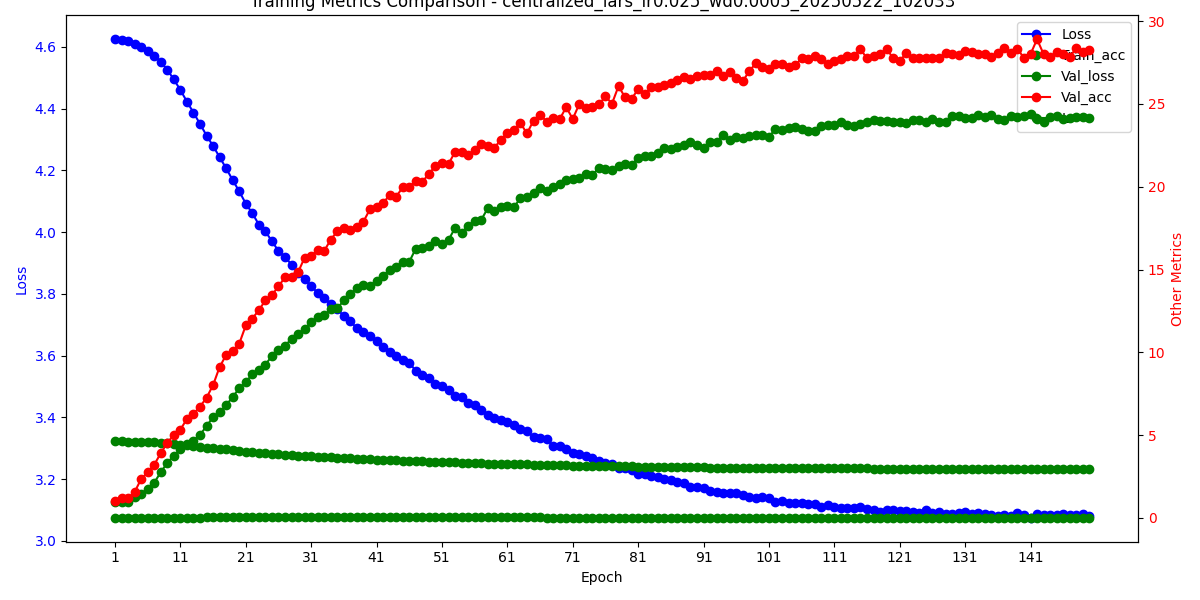 Training Metrics Comparison - centralized_lars_lr0.025_wd0.0005_20250522_102033
Loss
Train_acc
Val_loss
Val_acc
4.6
4.4
4.2
4.0
3.8
3.6
3.4
3.2
3.0
Loss
30
25
20
15
10
5
0
Other Metrics
1 11 21 31 41 51 61 71 81 91 101 111 121 131 141
Epoch